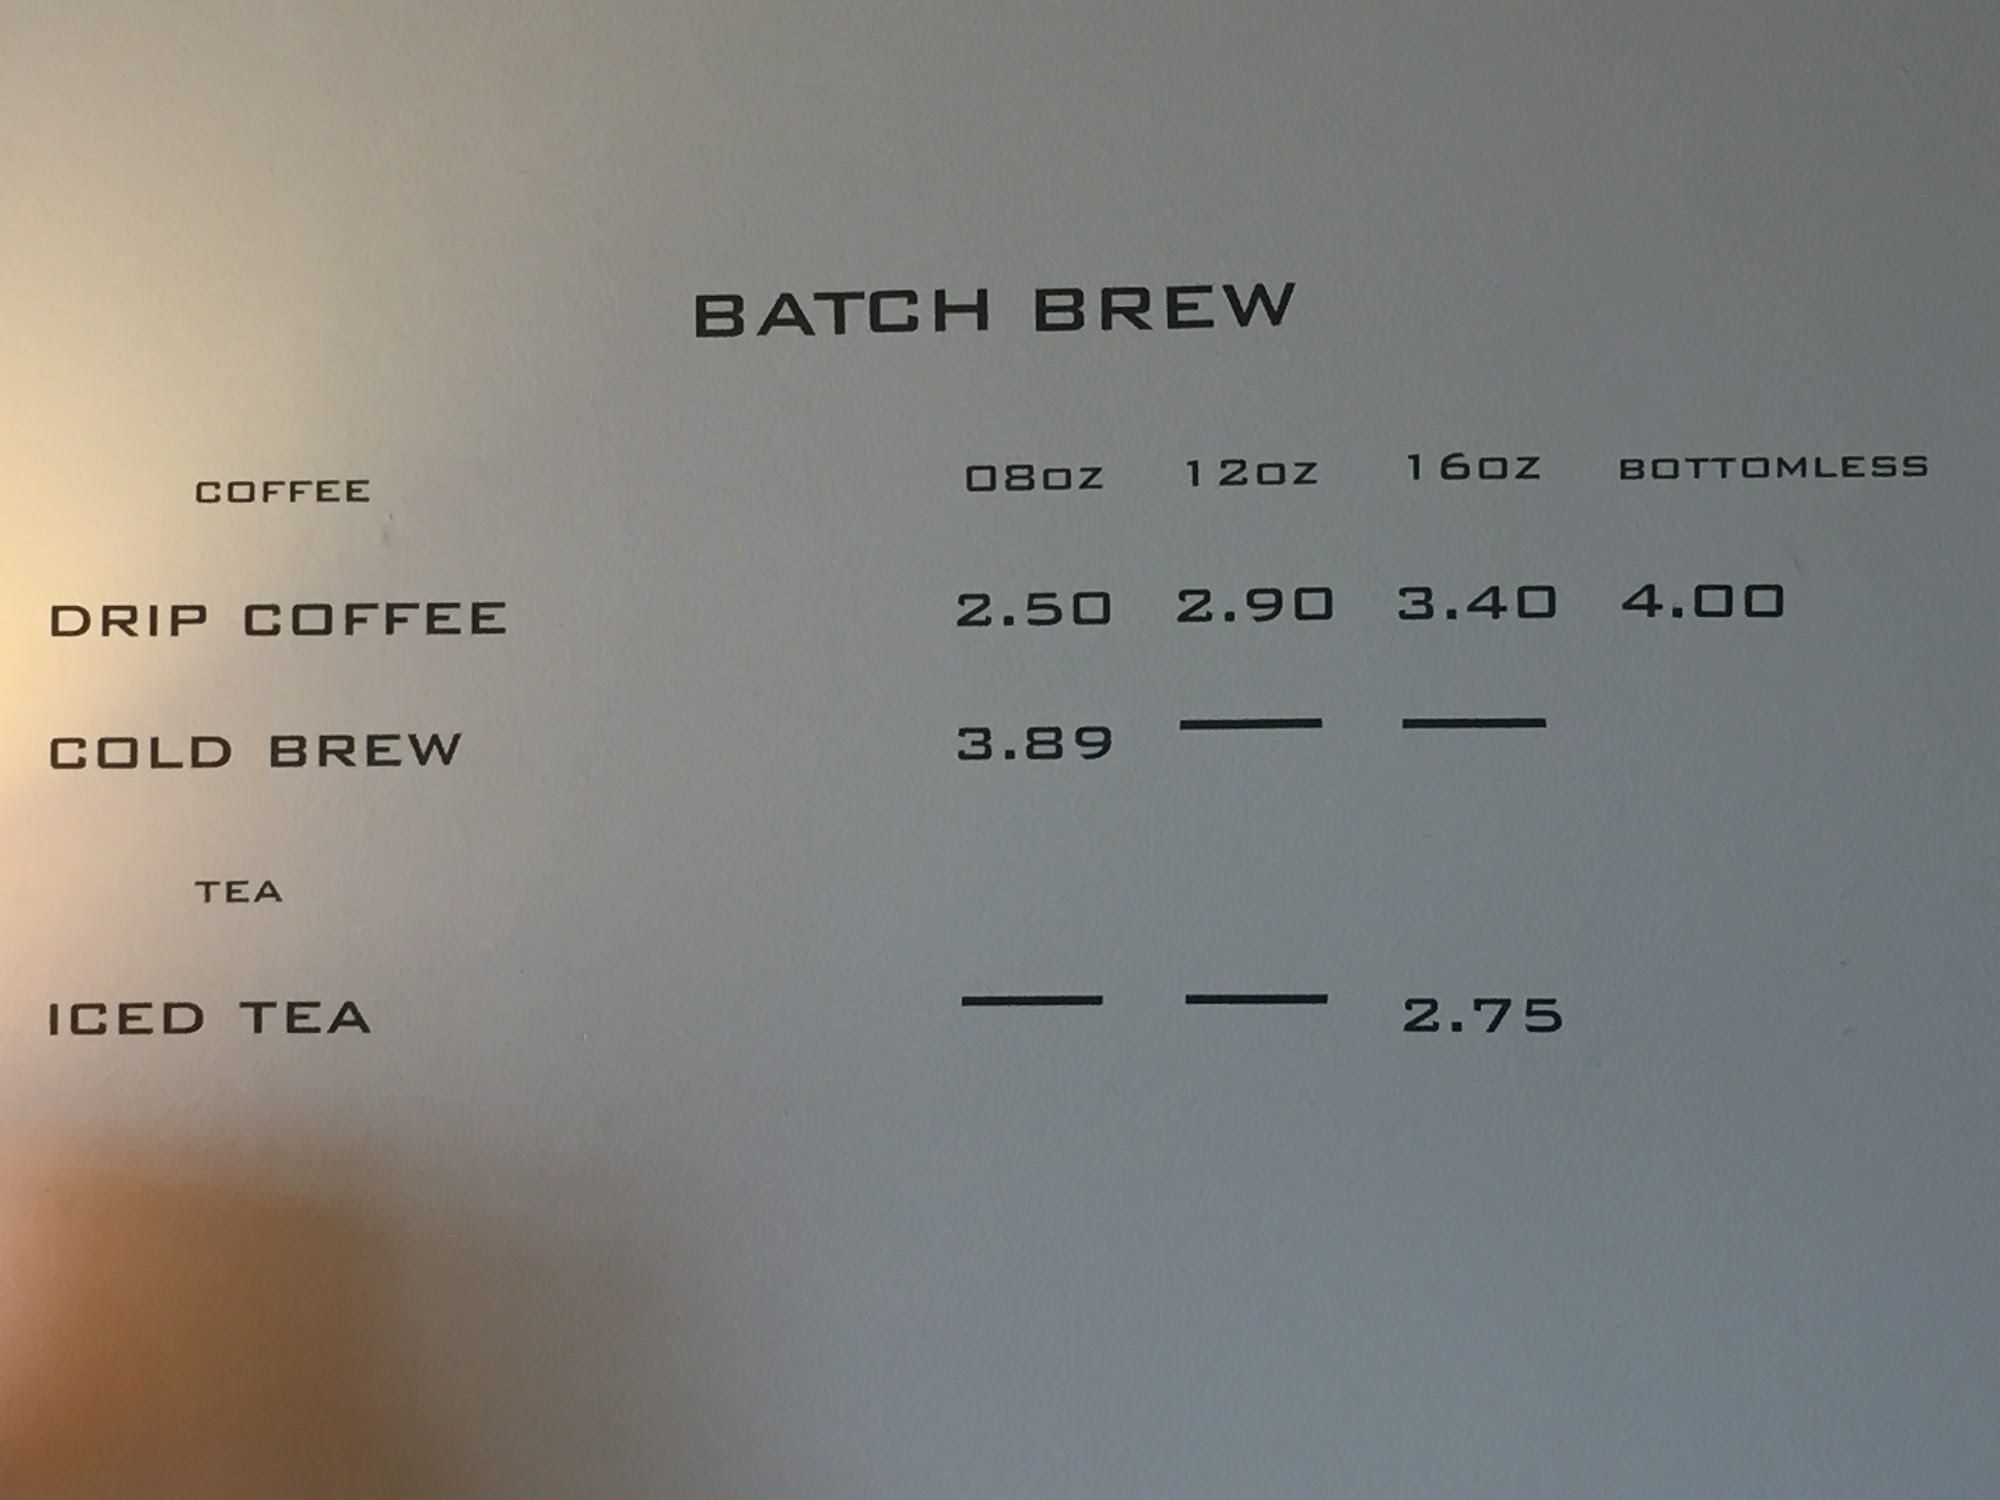 BATCH BREW
COFFEE 08oz 12oz 16oz BOTTOMLESS
DRIP COFFEE 2.50 2.90 3.40 4.00
COLD BREW 3.89 — —
TEA
ICED TEA — — 2.75